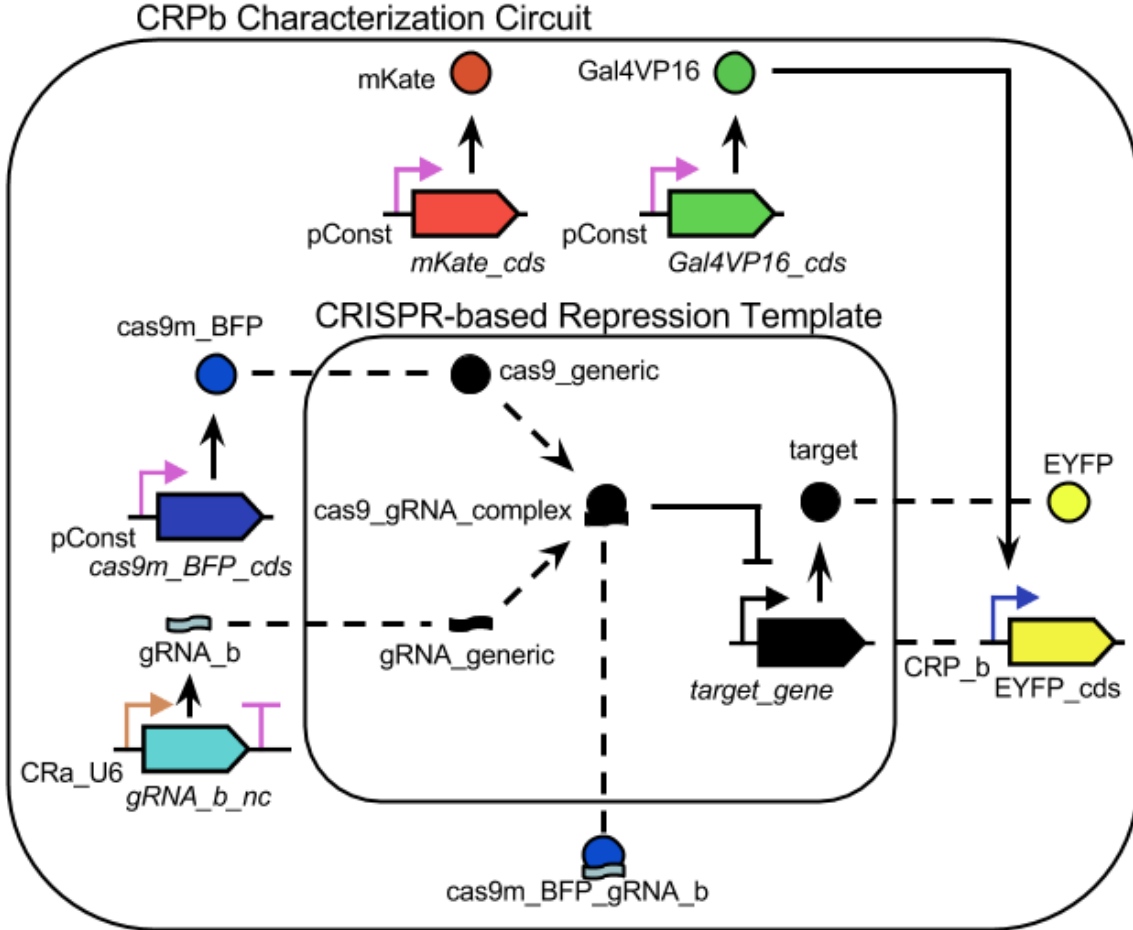 CRPb Characterization Circuit
mKate
Gal4VP16
pConst
mKate_cds
pConst
Gal4VP16_cds
CRISPR-based Repression Template
cas9m_BFP
cas9_generic
target
EYFP
cas9_gRNA_complex
pConst
cas9m_BFP_cds
gRNA_b
gRNA_generic
CRP_b
target_gene
EYFP_cds
CRa_U6
gRNA_b_nc
cas9m_BFP_gRNA_b